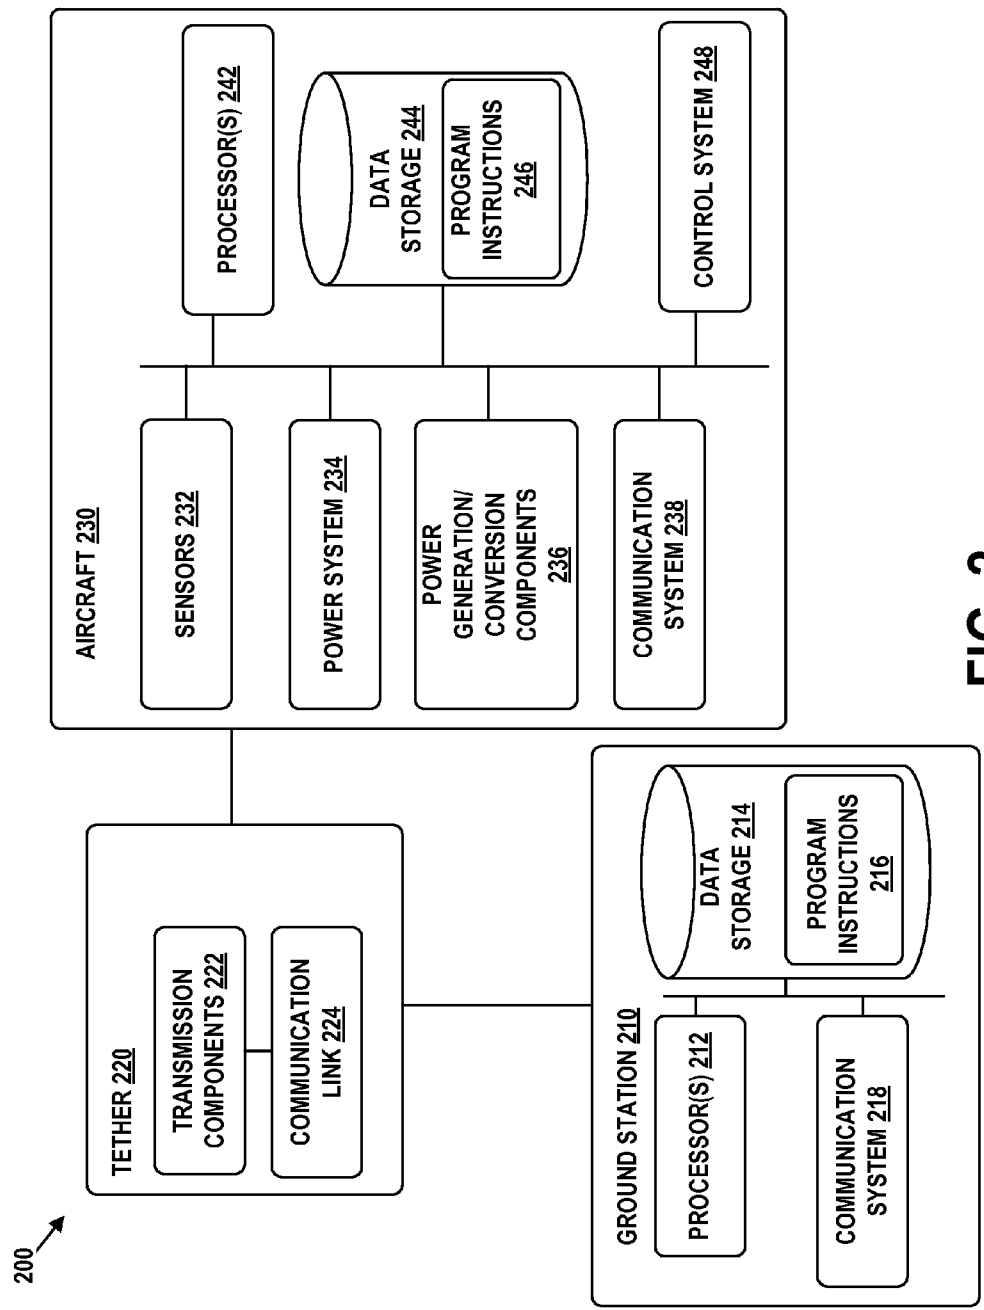 200
TETHER 220
TRANSMISSION
COMPONENTS 222
COMMUNICATION
LINK 224
AIRCRAFT 230
SENSORS 232
POWER SYSTEM 234
POWER
GENERATION/
CONVERSION
COMPONENTS
236
COMMUNICATION
SYSTEM 238
PROCESSOR(S) 242
DATA
STORAGE 244
PROGRAM
INSTRUCTIONS
246
CONTROL SYSTEM 248
GROUND STATION 210
PROCESSOR(S) 212
COMMUNICATION
SYSTEM 218
DATA
STORAGE 214
PROGRAM
INSTRUCTIONS
216
FIG. 2